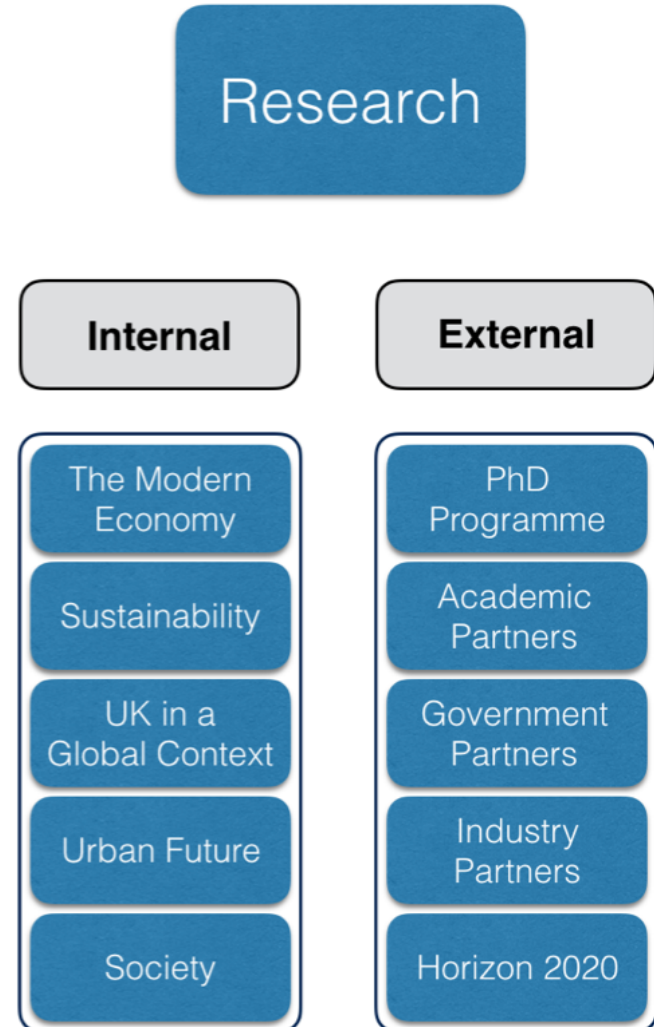 Research
Internal
The Modern
Economy
Sustainability
UK in a
Global Context
Urban Future
Society
External
PhD
Programme
Academic
Partners
Government
Partners
Industry
Partners
Horizon 2020